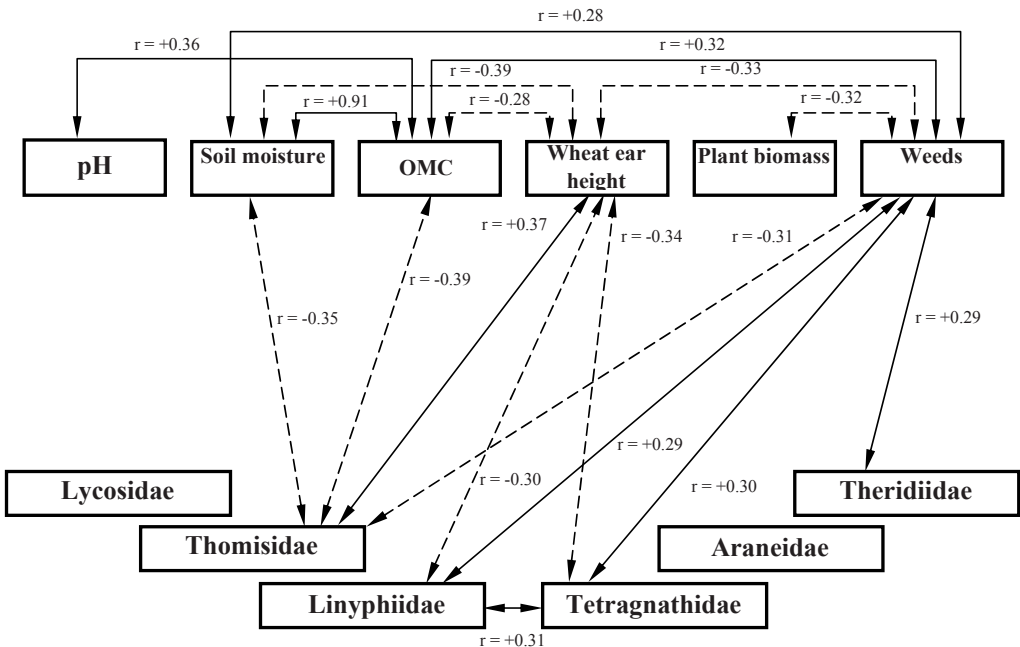 r = +0.28
r = +0.36
r = +0.32
r = -0.39
r = -0.33
r = +0.91
r = -0.28
r = -0.32
pH
Soil moisture
OMC
Wheat ear
height
Plant biomass
Weeds
r = +0.37
r = -0.34
r = -0.31
r = -0.39
r = -0.35
r = +0.29
r = +0.29
r = -0.30
r = +0.30
Lycosidae
Theridiidae
Thomisidae
Araneidae
Linyphiidae
Tetragnathidae
r = +0.31